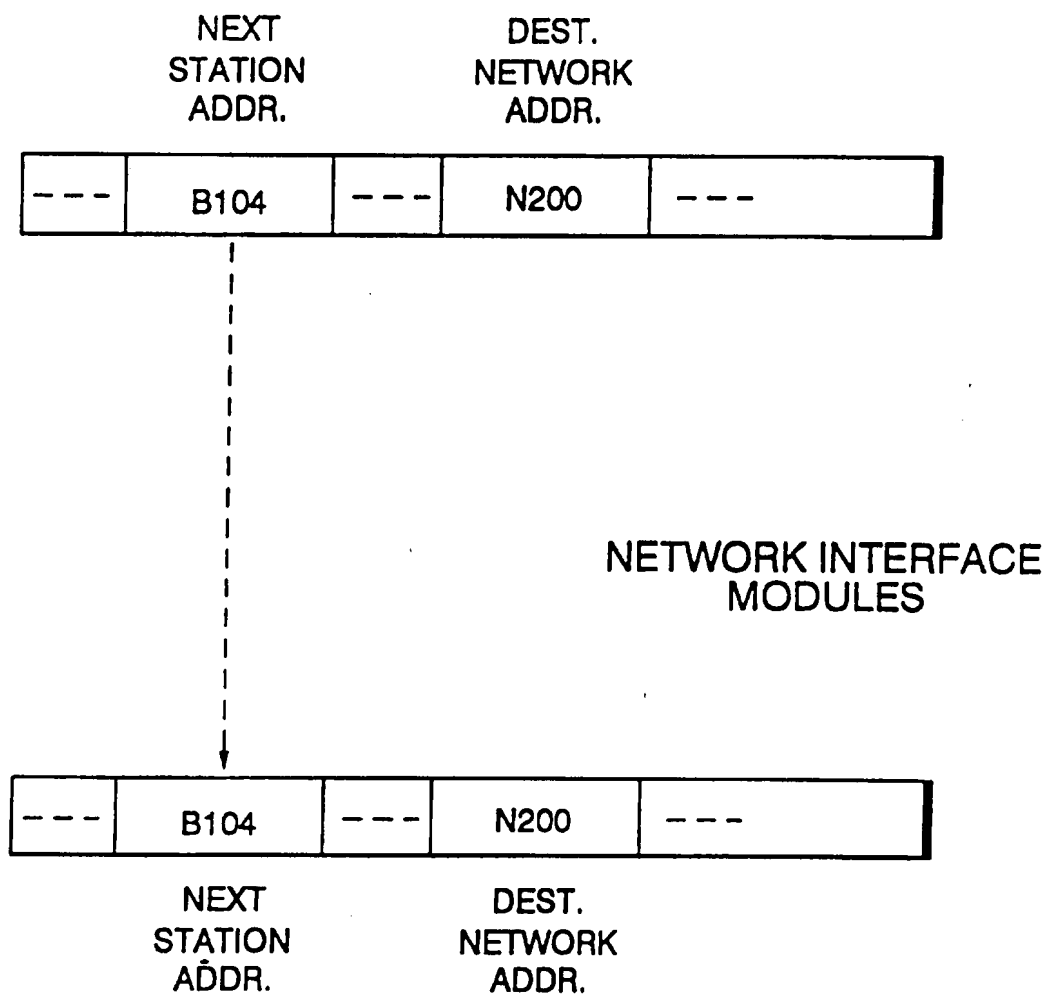 NEXT
STATION
ADDR.
DEST.
NETWORK
ADDR.
--- B104 --- N200 ---
NETWORK INTERFACE
MODULES
--- B104 --- N200 ---
NEXT
STATION
ADDR.
DEST.
NETWORK
ADDR.